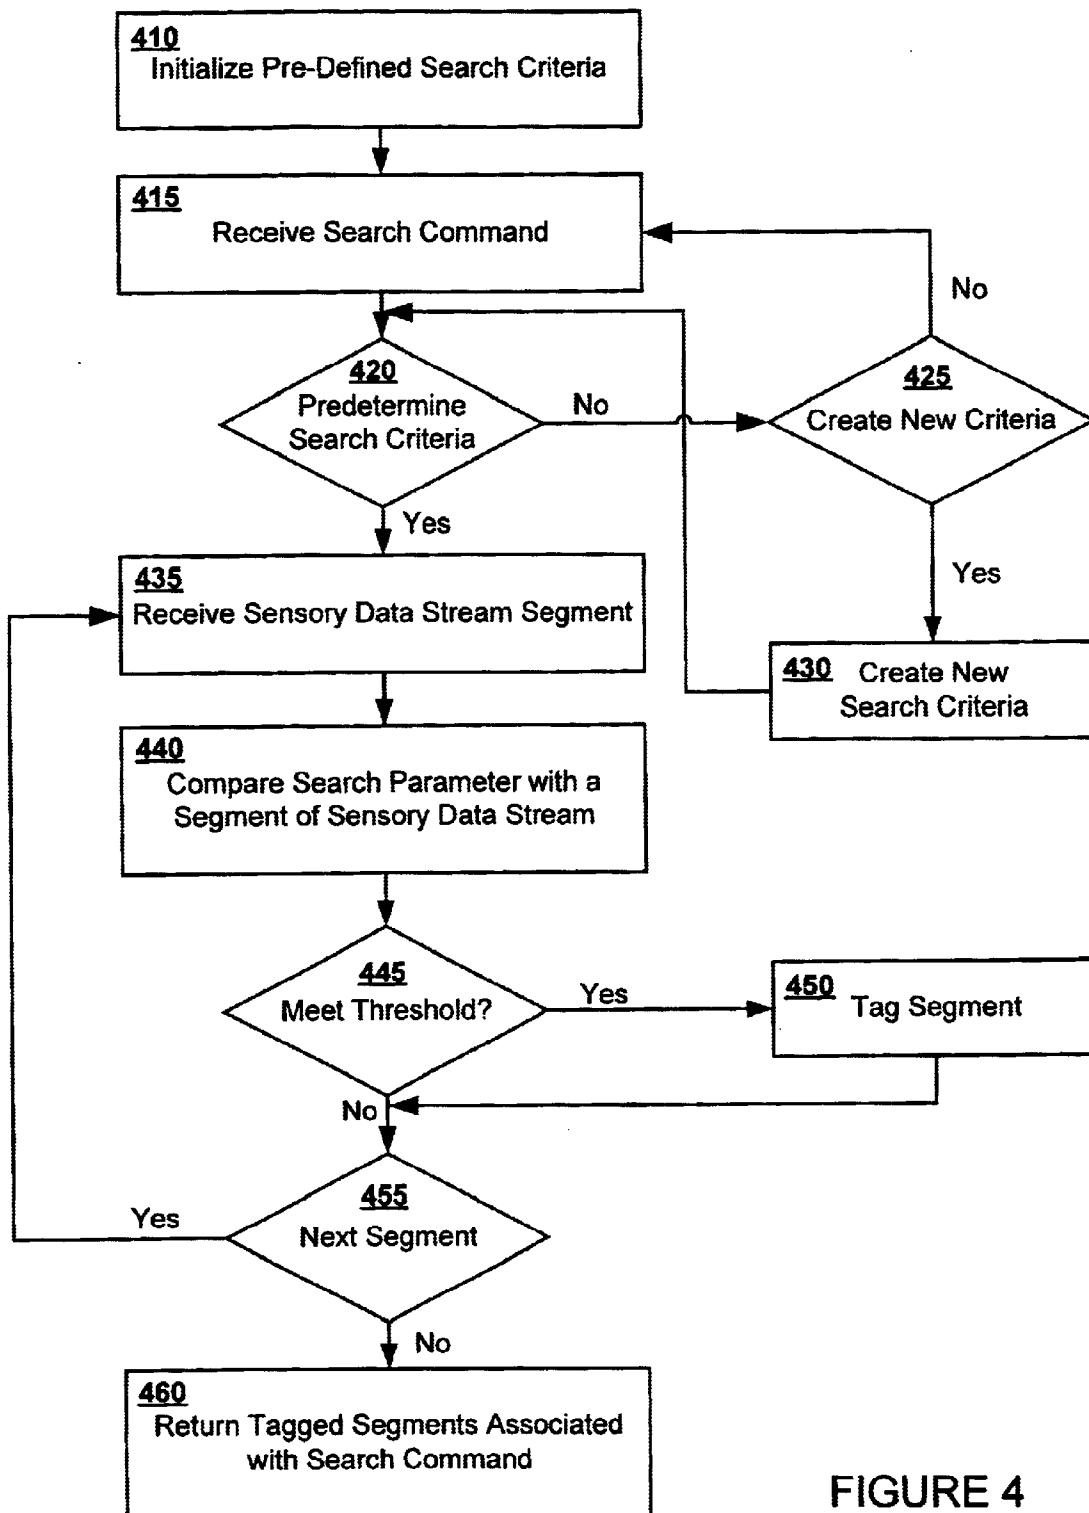 410
Initialize Pre-Defined Search Criteria
415
Receive Search Command
No
420
Predetermine
Search Criteria
No
425
Create New Criteria
Yes
Yes
435
Receive Sensory Data Stream Segment
430 Create New
Search Criteria
440
Compare Search Parameter with a
Segment of Sensory Data Stream
445
Meet Threshold?
Yes
450
Tag Segment
No
455
Next Segment
Yes
No
460
Return Tagged Segments Associated
with Search Command
FIGURE 4